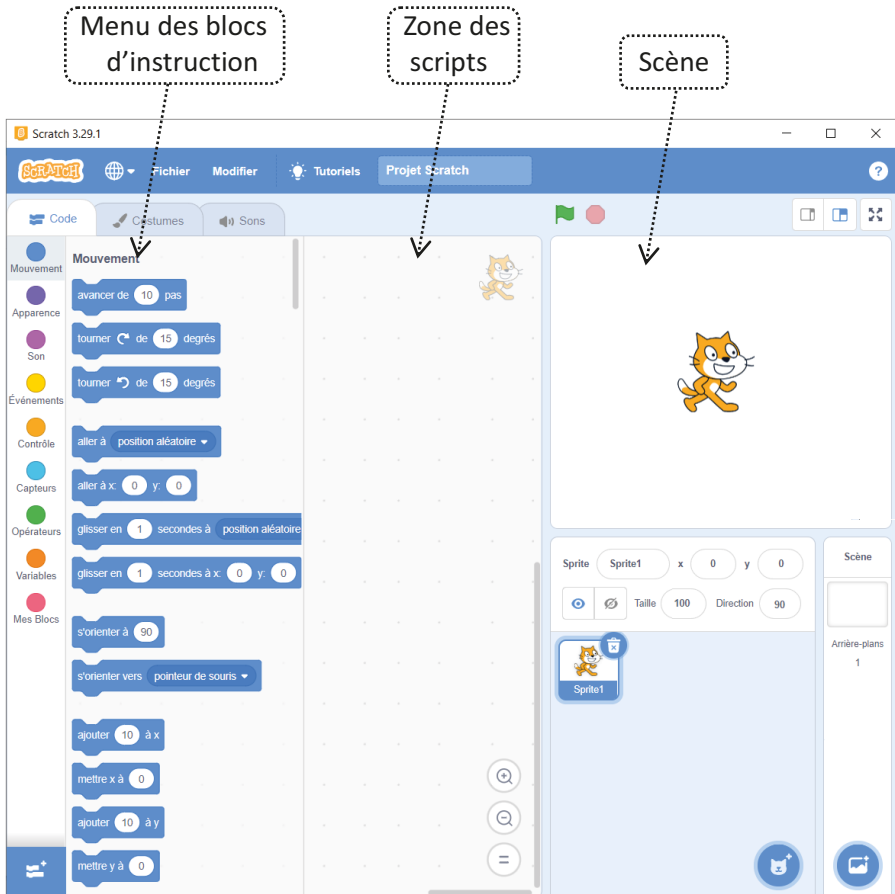 Menu des blocs
d'instruction
Zone des
scripts
Scène
Scratch 3.29.1
SCRATCH
Fichier
Modifier
Tutoriels
Projet Scratch
?
Code
Costumes
Sons
Mouvement
Apparence
Son
Événements
Contrôle
Capteurs
Opérateurs
Variables
Mes Blocs
Mouvement
avancer de 10 pas
tourner de 15 degrés
tourner de 15 degrés
aller à position aléatoire
aller à x: 0 y: 0
glisser en 1 secondes à position aléatoire
glisser en 1 secondes à x: 0 y: 0
s'orienter à 90
s'orienter vers pointeur de souris
ajouter 10 à x
mettre x à 0
ajouter 10 à y
mettre y à 0
Sprite Sprite1 x 0 y 0
Taille 100 Direction 90
Sprite1
Scène
Arrière-plans
1